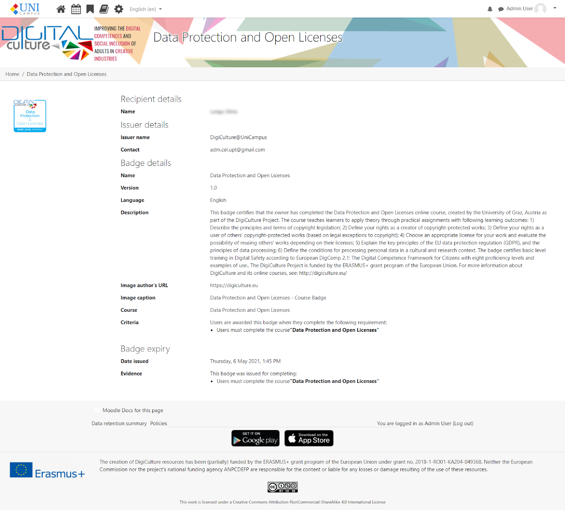 UNI
CAMPUS
English (en)
Admin User
DIGITAL
culture
IMPROVING THE DIGITAL
COMPETENCES AND
SOCIAL INCLUSION OF
ADULTS IN CREATIVE
INDUSTRIES
Data Protection and Open Licenses
Home / Data Protection and Open Licenses
Data
Protection
Recipient details
Name
Issuer details
Issuer name DigiCulture@UniCampus
Contact adm.cel.upt@gmail.com
Badge details
Name Data Protection and Open Licenses
Version 1.0
Language English
Description This badge certifies that the owner has completed the Data Protection and Open Licenses online course, created by the University of Graz, Austria as
part of the DigiCulture Project. The course teaches learners to apply theory through practical assignments with following learning outcomes: 1)
Describe the principles and terms of copyright legislation; 2) Define your rights as a creator of copyright-protected works; 3) Define your rights as a
user of others' copyright-protected works (based on legal exceptions to copyright); 4) Choose an appropriate license for your work and evaluate the
possibility of reusing others' works depending on their licenses; 5) Explain the key principles of the EU data protection regulation (GDPR), and the
principles of data processing; 6) Define the conditions for processing personal data in a cultural and research context. The badge certifies basic level
training in Digital Safety according to DigComp 2.1: The Digital Competence Framework for Citizens with eight proficiency levels and
examples of use.. The DigiCulture Project is funded by the ERASMUS+ grant program of the European Union. For more information about
DigiCulture and its online courses, see: http://digiculture.eu/
Image author's URL https://digiculture.eu
Image caption Data Protection and Open Licenses - Course Badge
Course Data Protection and Open Licenses
Criteria Users are awarded this badge when they complete the following requirement:
• Users must complete the course "Data Protection and Open Licenses"
Badge expiry
Date issued Thursday, 6 May 2021, 1:45 PM
Evidence This badge was issued for completing:
• Users must complete the course "Data Protection and Open Licenses"
Moodle Docs for this page
Data retention summary Policies You are logged in as Admin User (Log out)
GET IT ON
Google play
Download on the
App Store
Erasmus+
The creation of DigiCulture resources has been (partially) funded by the ERASMUS+ grant program of the European Union under grant no. 2018-1-RO01-KA204-049368. Neither the European
Commission nor the project's national funding agency ANPCDEFP are responsible for the content or liable for any losses or damage resulting of the use of these resources.
This work is licensed under a Creative Commons Attribution-NonCommercial-ShareAlike 4.0 International License